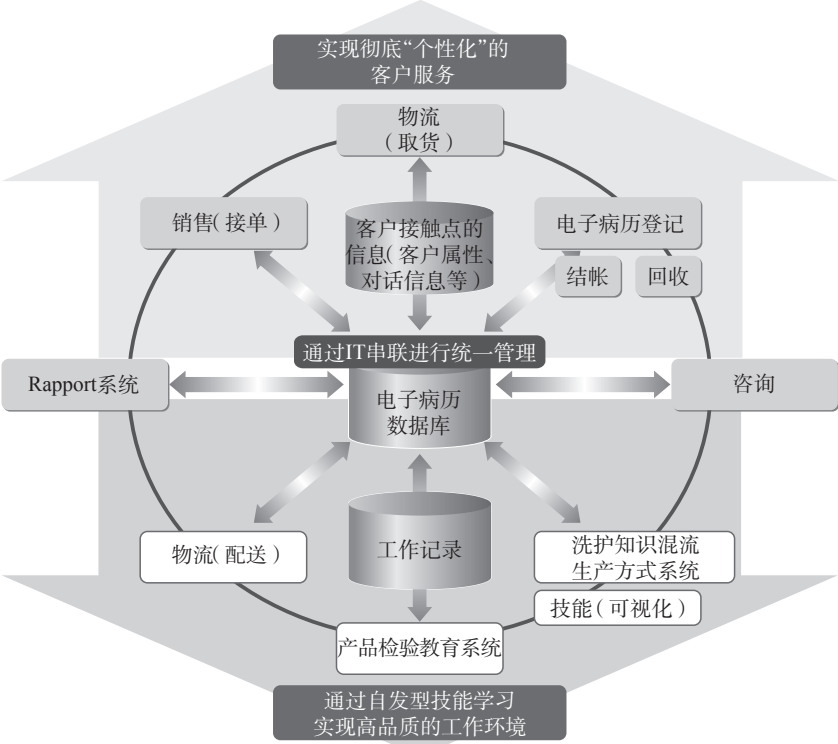 实现彻底“个性化”的
客户服务
物流
（取货）
销售（接单）
客户接触点的
信息（客户属性、
对话信息等）
电子病历登记
结帐
回收
通过IT串联进行统一管理
Rapport系统
电子病历
数据库
咨询
物流（配送）
工作记录
洗护知识混流
生产方式系统
技能（可视化）
产品检验教育系统
通过自发型技能学习
实现高品质的工作环境